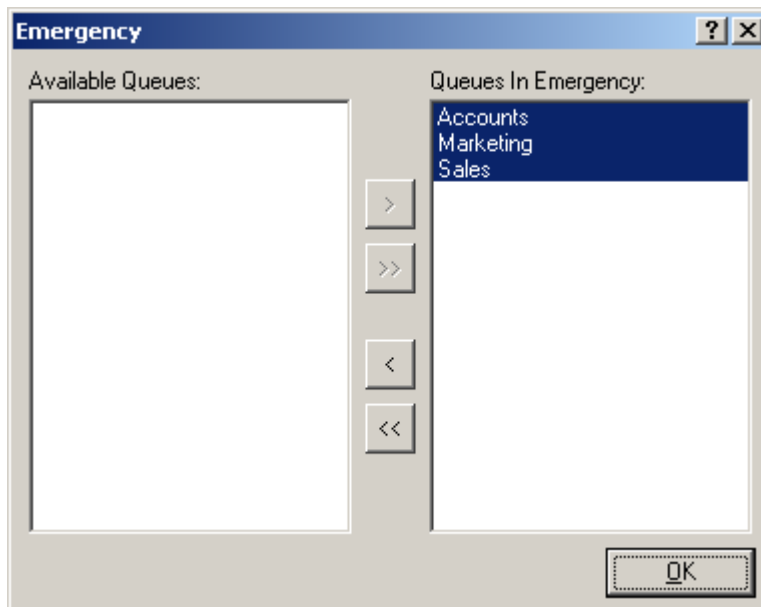 Emergency
Available Queues:
Queues In Emergency:
Accounts
Marketing
Sales
>
>>
<
<<
OK